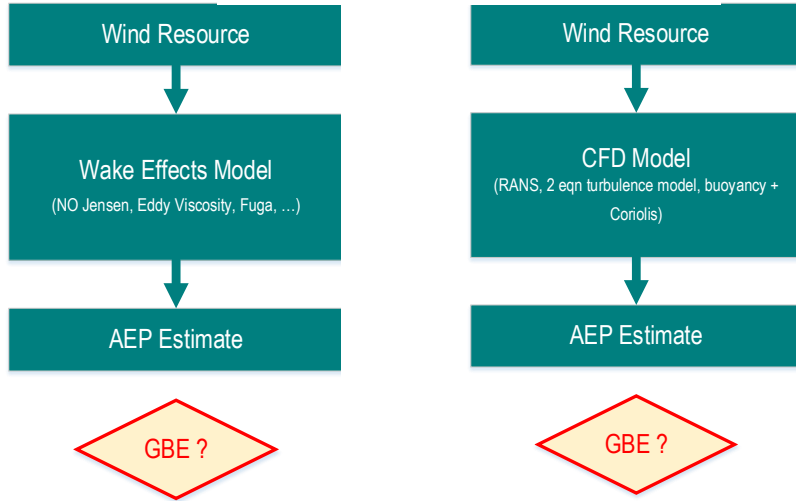 Wind Resource
Wake Effects Model
(NO Jensen, Eddy Viscosity, Fuga, ...)
AEP Estimate
GBE ?
Wind Resource
CFD Model
(RANS, 2 eqn turbulence model, buoyancy +
Coriolis)
AEP Estimate
GBE ?